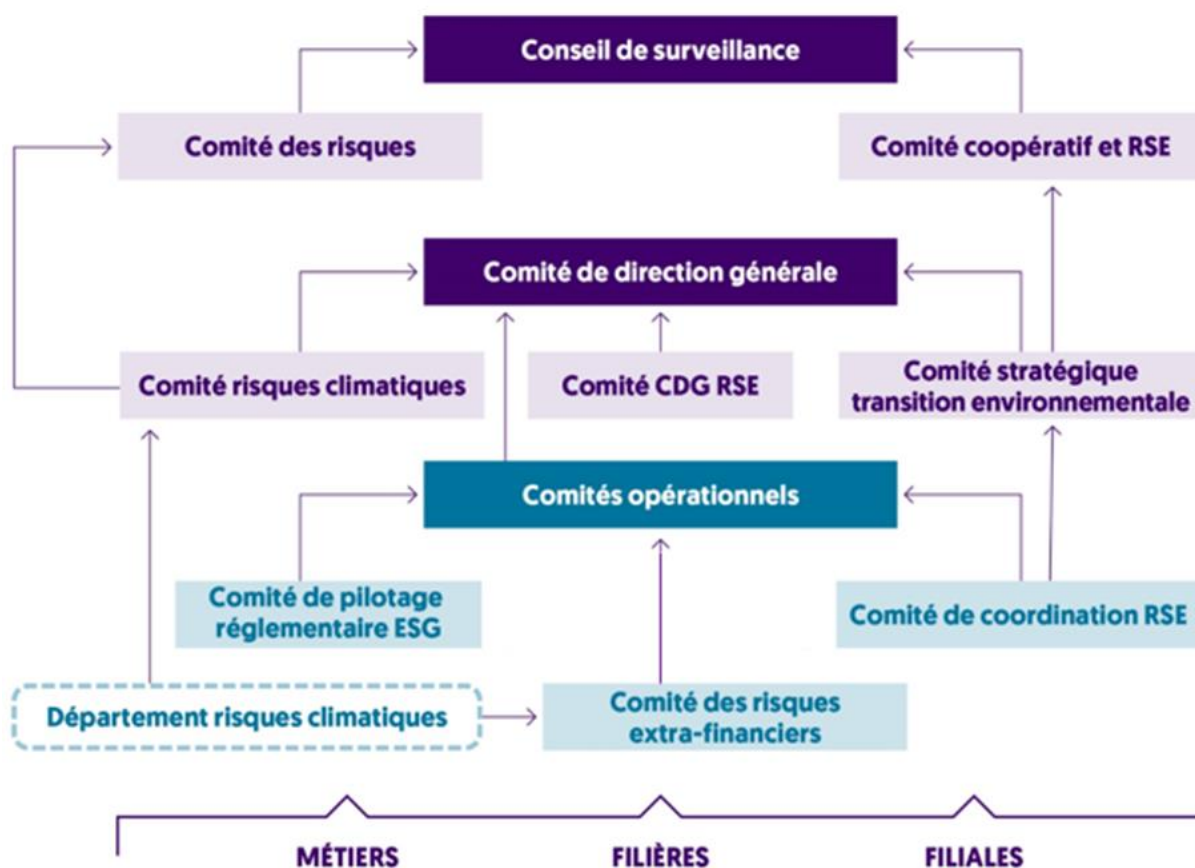 Conseil de surveillance
Comité des risques
Comité coopératif et RSE
Comité de direction générale
Comité risques climatiques
Comité CDG RSE
Comité stratégique
transition environnementale
Comités opérationnels
Comité de pilotage
réglementaire ESG
Comité de coordination RSE
Département risques climatiques
Comité des risques
extra-financiers
MÉTIERS
FILIÈRES
FILIALES